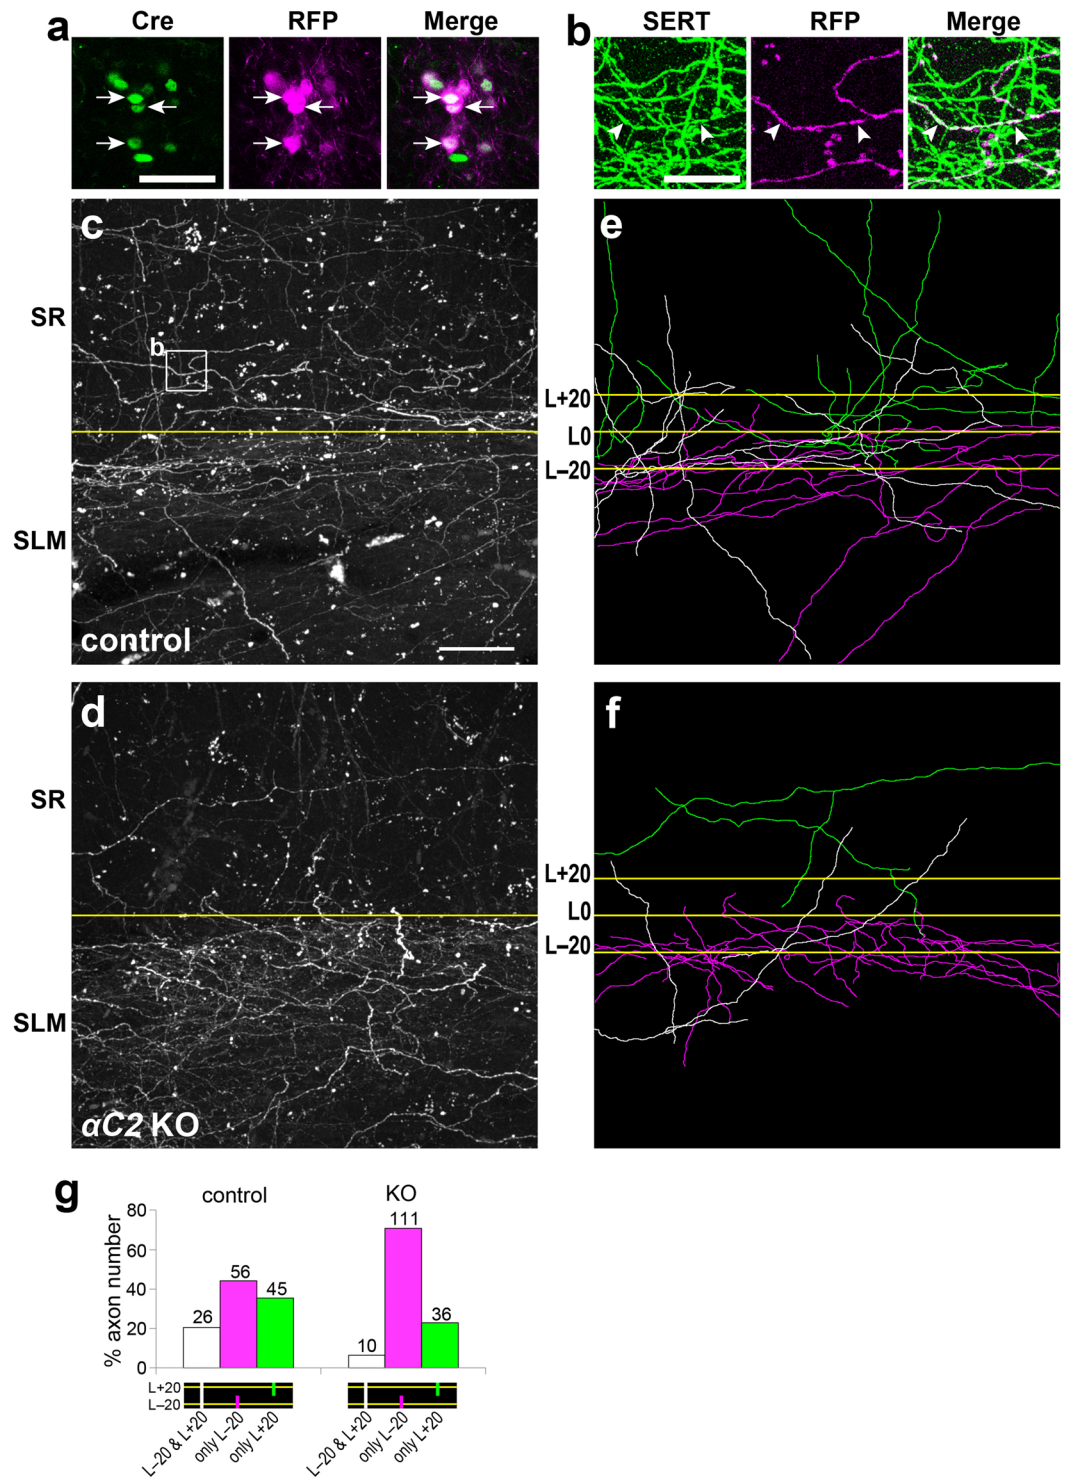 a Cre RFP Merge
b SERT RFP Merge
c
SR
b
SLM
control
e
L+20
L0
L–20
d
SR
SLM
αC2 KO
f
L+20
L0
L–20
g
control KO
% axon number
80
60
40
20
0
26 56 45
10 111 36
L+20
L–20
L–20 & L+20 only L–20 only L+20
L–20 & L+20 only L–20 only L+20